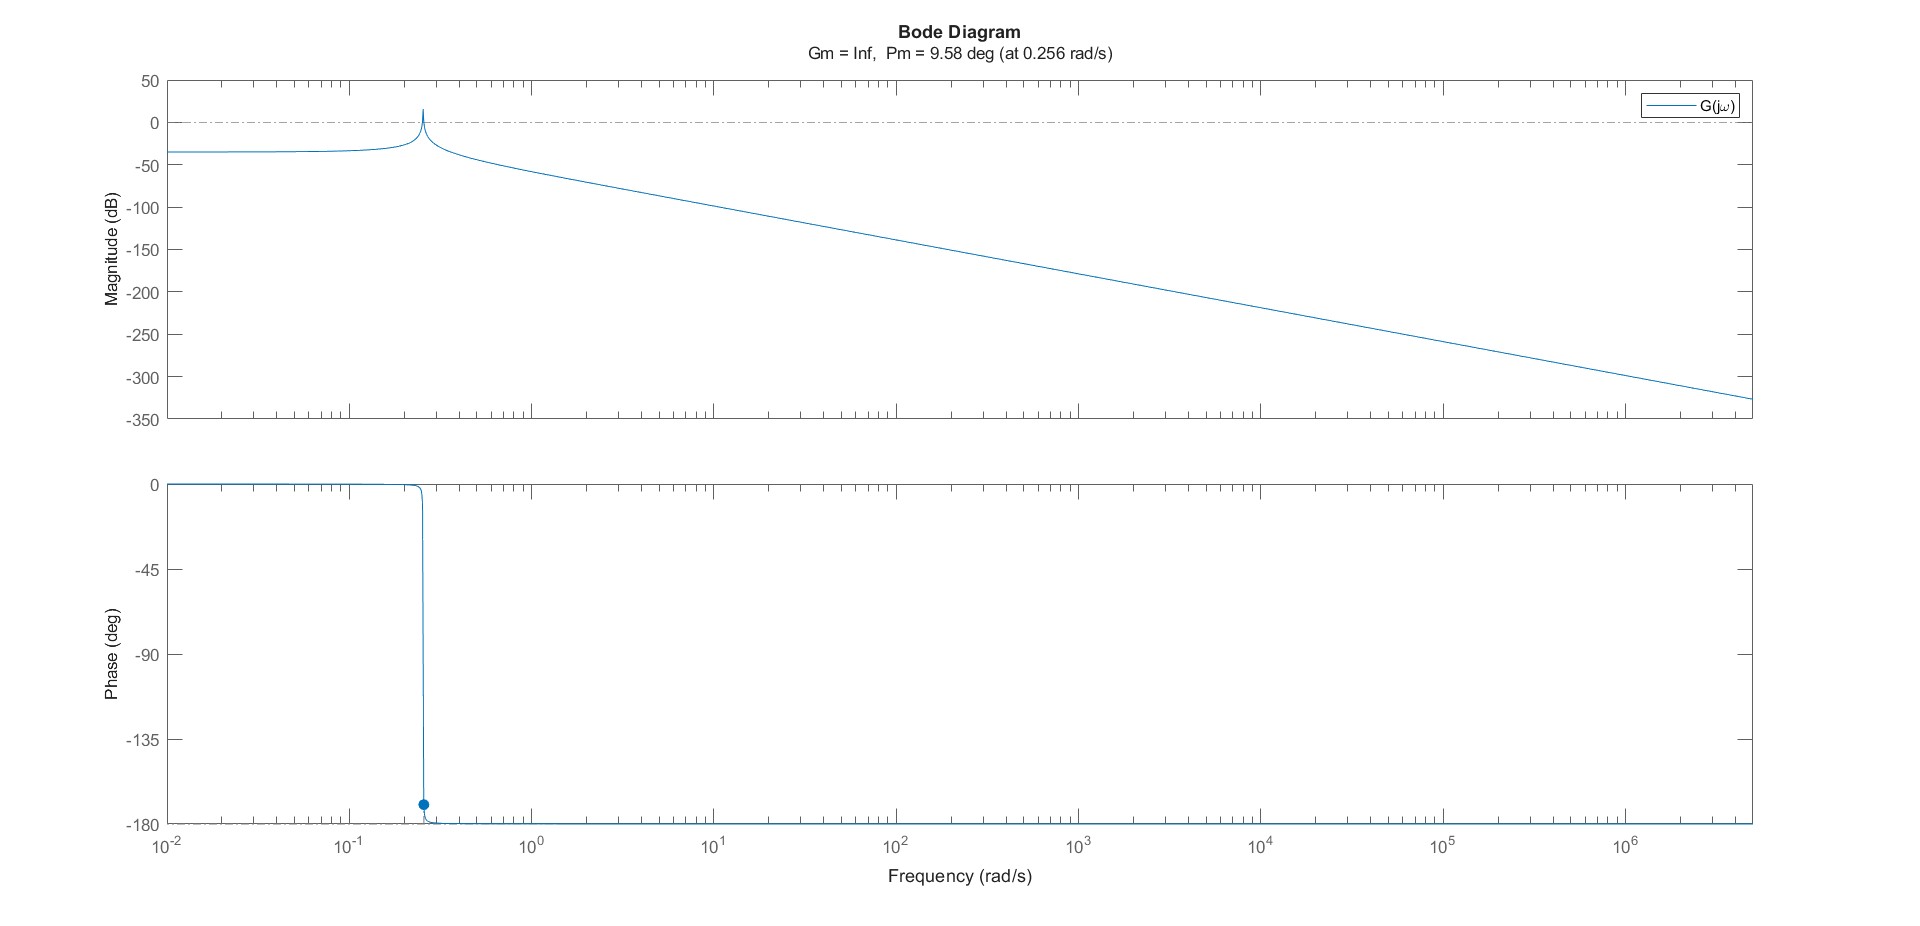 Bode Diagram
Gm = Inf,  Pm = 9.58 deg (at 0.256 rad/s)
G(jω)
Magnitude (dB)
50
0
-50
-100
-150
-200
-250
-300
-350
Phase (deg)
0
-45
-90
-135
-180
10^-2 10^-1 10^0 10^1 10^2 10^3 10^4 10^5 10^6
Frequency (rad/s)